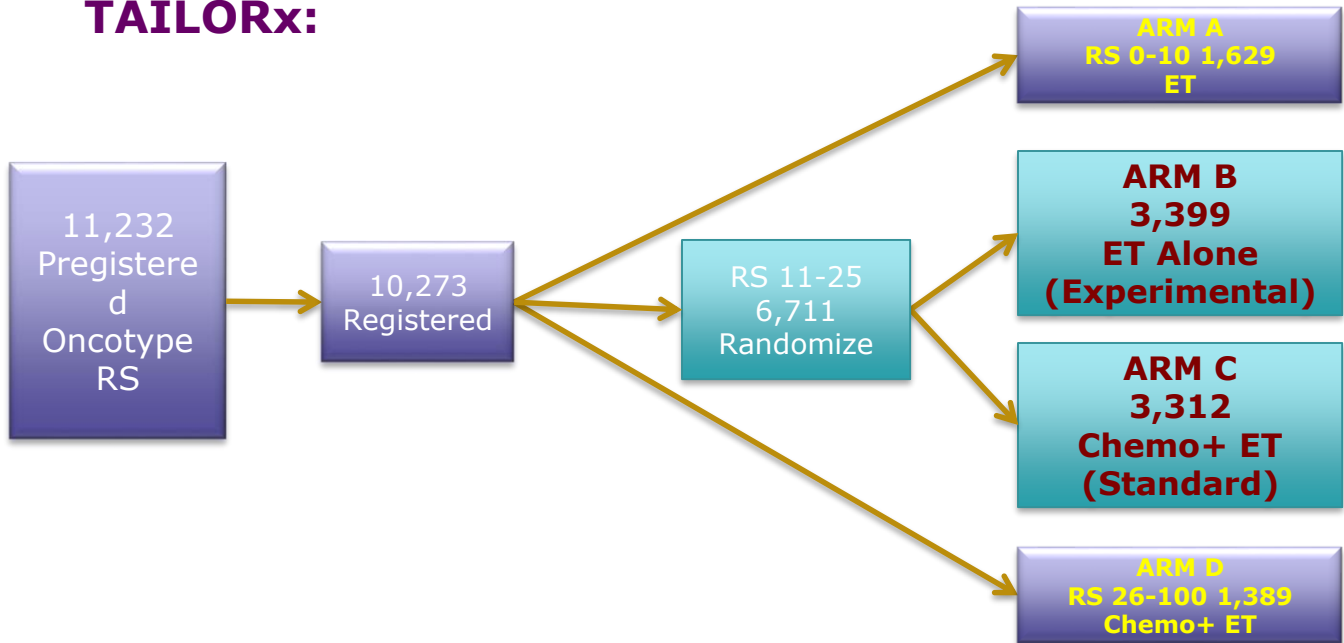 TAILORx:
11,232
Pregistere
d
Oncotype
RS
10,273
Registered
RS 11-25
6,711
Randomize
ARM A
RS 0-10 1,629
ET
ARM B
3,399
ET Alone
(Experimental)
ARM C
3,312
Chemo+ ET
(Standard)
ARM D
RS 26-100 1,389
Chemo+ ET